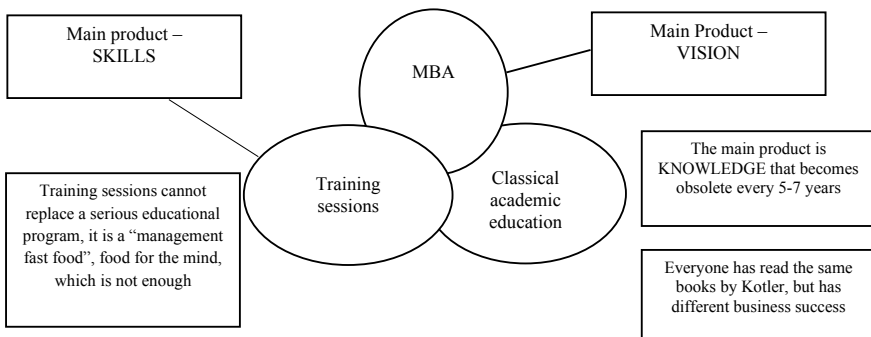 Main product –
SKILLS
MBA
Main Product –
VISION
Training
sessions
Classical
academic
education
The main product is
KNOWLEDGE that becomes
obsolete every 5-7 years
Training sessions cannot
replace a serious educational
program, it is a “management
fast food”, food for the mind,
which is not enough
Everyone has read the same
books by Kotler, but has
different business success